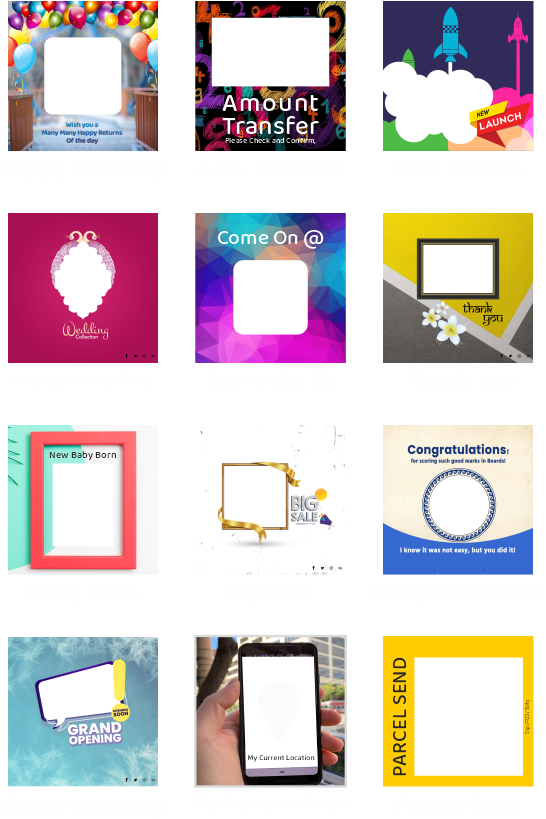 Wish you a
Many Many Happy Returns
Of the day
Amount
Transfer
Please Check and Confirm,
NEW
LAUNCH
Wedding
Collection
Come On @
thank
you
New Baby Born
BIG
SALE
Congratulations!
for scoring such good marks in Boards!
I know it was not easy, but you did it!
SOON
GRAND
OPENING
My Current Location
PARCEL SEND